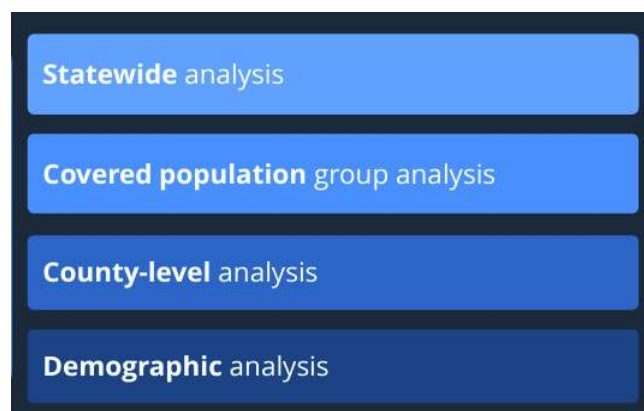 Statewide analysis
Covered population group analysis
County-level analysis
Demographic analysis